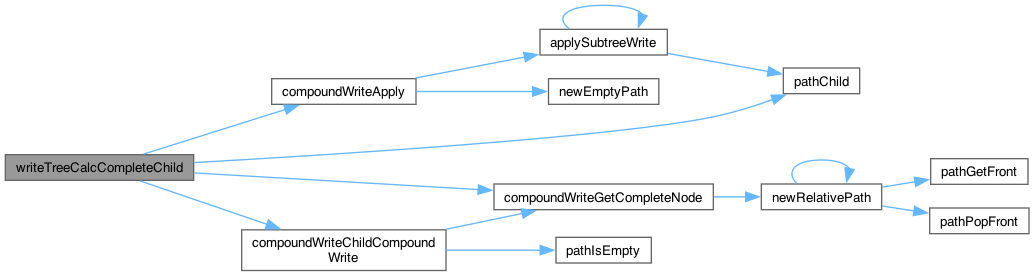 writeTreeCalcCompleteChild
compoundWriteApply
applySubtreeWrite
newEmptyPath
pathChild
compoundWriteGetCompleteNode
compoundWriteChildCompound
Write
pathIsEmpty
newRelativePath
pathGetFront
pathPopFront